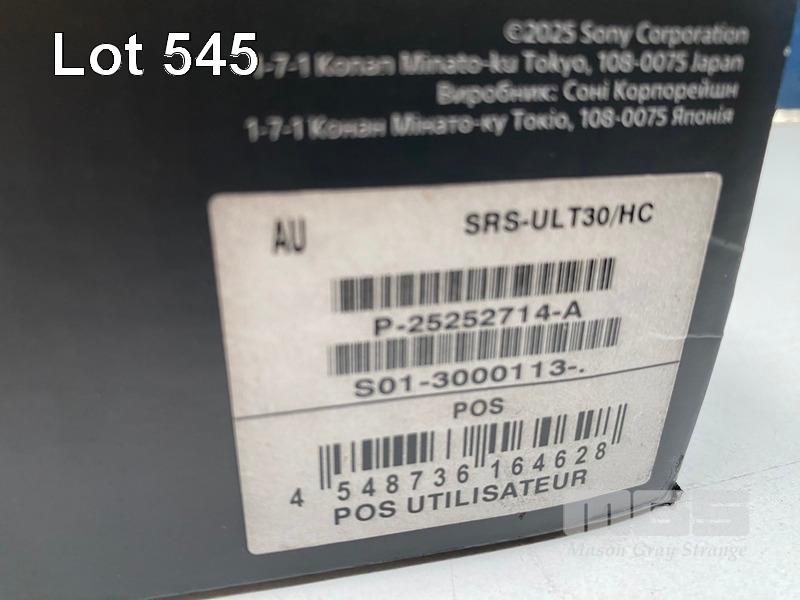 Lot 545
©2025 Sony Corporation
1-7-1 Konan Minato-ku Tokyo, 108-0075 Japan
Виробник: Соні Корпорейшн
1-7-1 Конан Мінато-ку Токіо, 108-0075 Японія
AU
SRS-ULT30/HC
P-25252714-A
S01-3000113-.
POS
4 548736 164628
POS UTILISATEUR
MGS
Mason Gray Strange